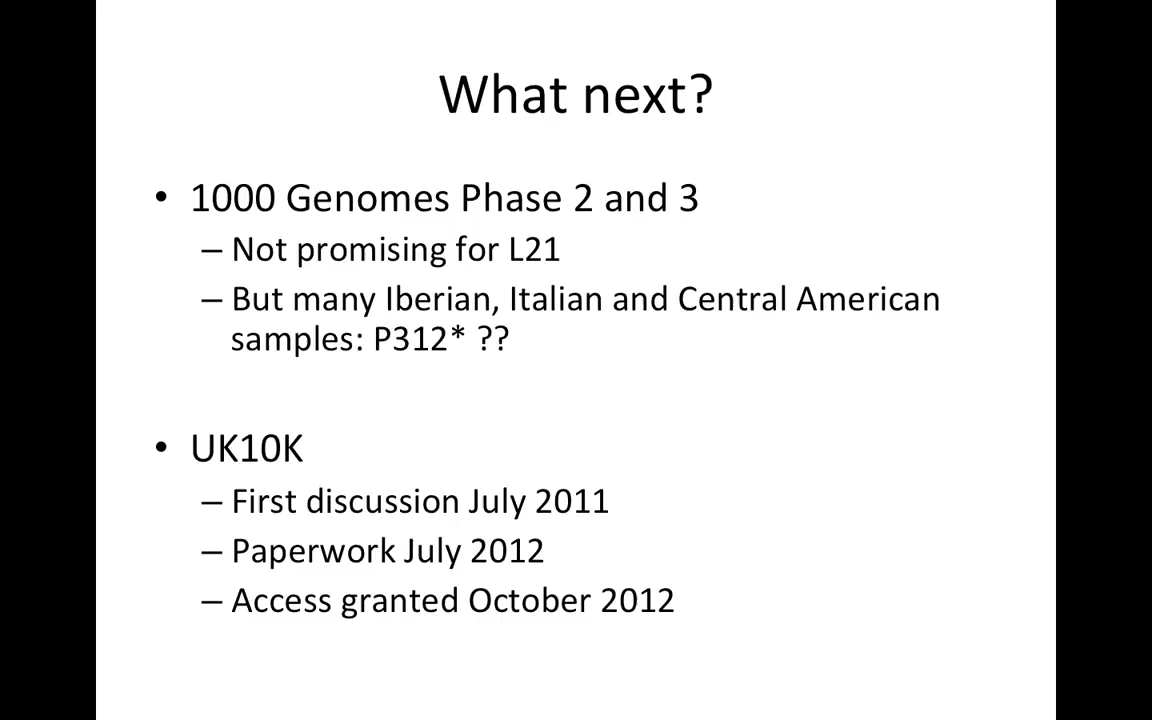 What next?
• 1000 Genomes Phase 2 and 3
– Not promising for L21
– But many Iberian, Italian and Central American
samples: P312* ??
• UK10K
– First discussion July 2011
– Paperwork July 2012
– Access granted October 2012